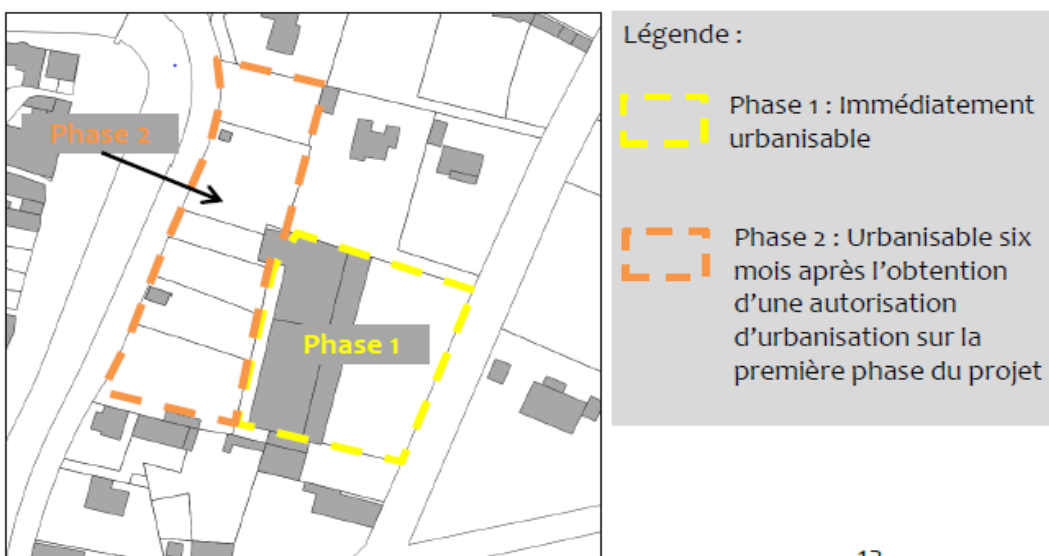 Phase 2
Phase 1
Légende :
Phase 1 : Immédiatement
urbanisable
Phase 2 : Urbanisable six
mois après l'obtention
d'une autorisation
d'urbanisation sur la
première phase du projet